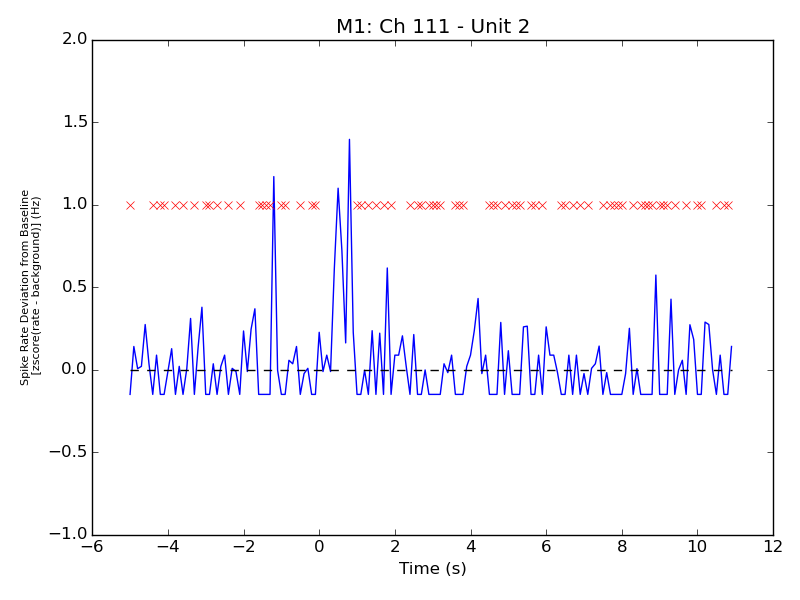 M1: Ch 111 - Unit 2
2.0
1.5
1.0
0.5
0.0
−0.5
−1.0
Spike Rate Deviation from Baseline
[zscore(rate - background)] (Hz)
−6 −4 −2 0 2 4 6 8 10 12
Time (s)